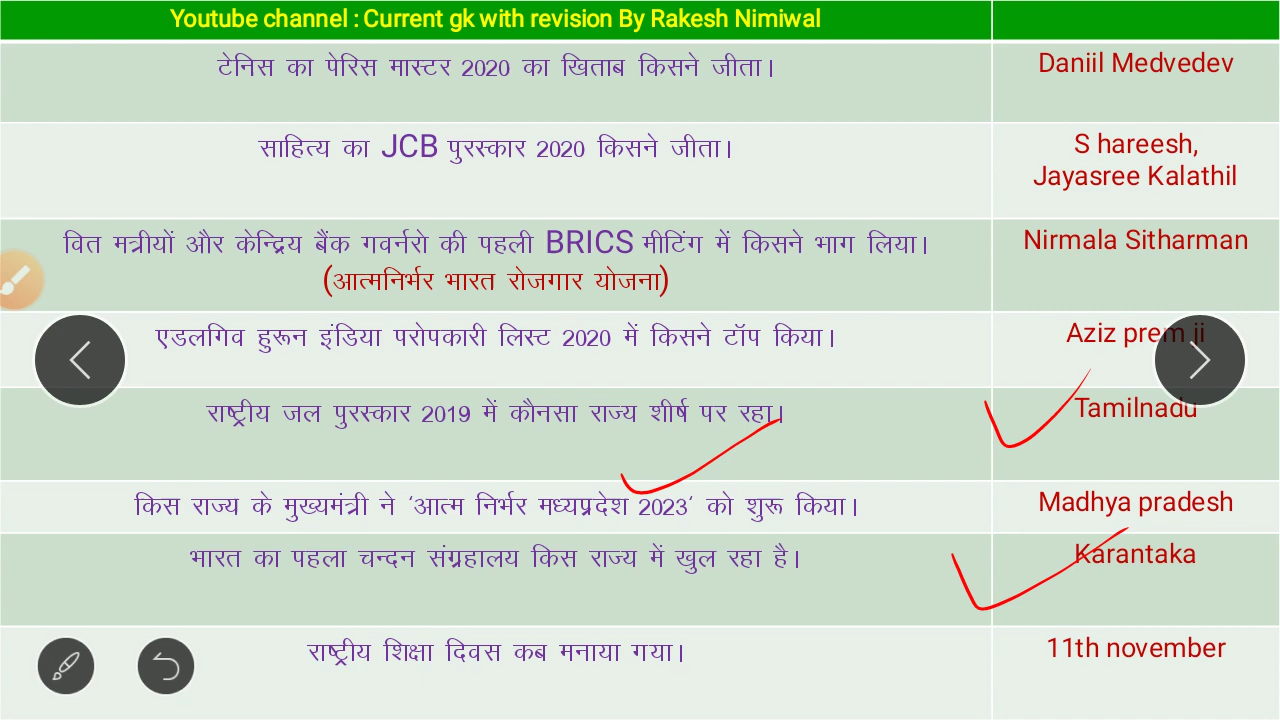 Youtube channel : Current gk with revision By Rakesh Nimiwal
टेनिस का पेरिस मास्टर 2020 का खिताब किसने जीता।
Daniil Medvedev
साहित्य का JCB पुरस्कार 2020 किसने जीता।
S hareesh,
Jayasree Kalathil
वित मत्रीयों और केन्द्रिय बैंक गवर्नरो की पहली BRICS मीटिंग में किसने भाग लिया।
(आत्मनिर्भर भारत रोजगार योजना)
Nirmala Sitharman
एडलगिव हुरून इंडिया परोपकारी लिस्ट 2020 में किसने टॉप किया।
Aziz prem ji
राष्ट्रीय जल पुरस्कार 2019 में कौनसा राज्य शीर्ष पर रहा।
Tamilnadu
किस राज्य के मुख्यमंत्री ने ‘आत्म निर्भर मध्यप्रदेश 2023’ को शुरू किया।
Madhya pradesh
भारत का पहला चन्दन संग्रहालय किस राज्य में खुल रहा है।
Karantaka
राष्ट्रीय शिक्षा दिवस कब मनाया गया।
11th november